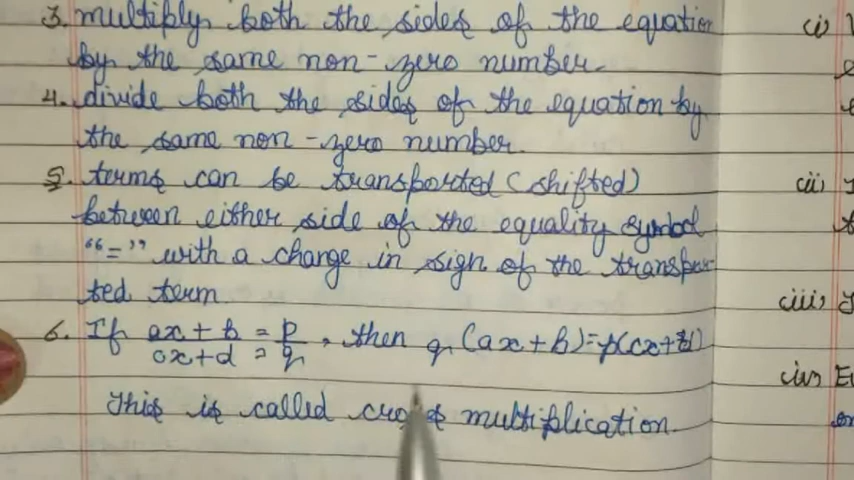 3. multiply both the sides of the equation
by the same non-zero number.
4. divide both the sides of the equation by
the same non-zero number.
5. terms can be transported (shifted)
between either side of the equality symbol
"=" with a change in sign of the transpor-
ted term
6. If (ax+b)/(cx+d) = p/q, then q(ax+b)=p(cx+d)
This is called cross multiplication.
(i)
(ii)
(iii)
(iv)